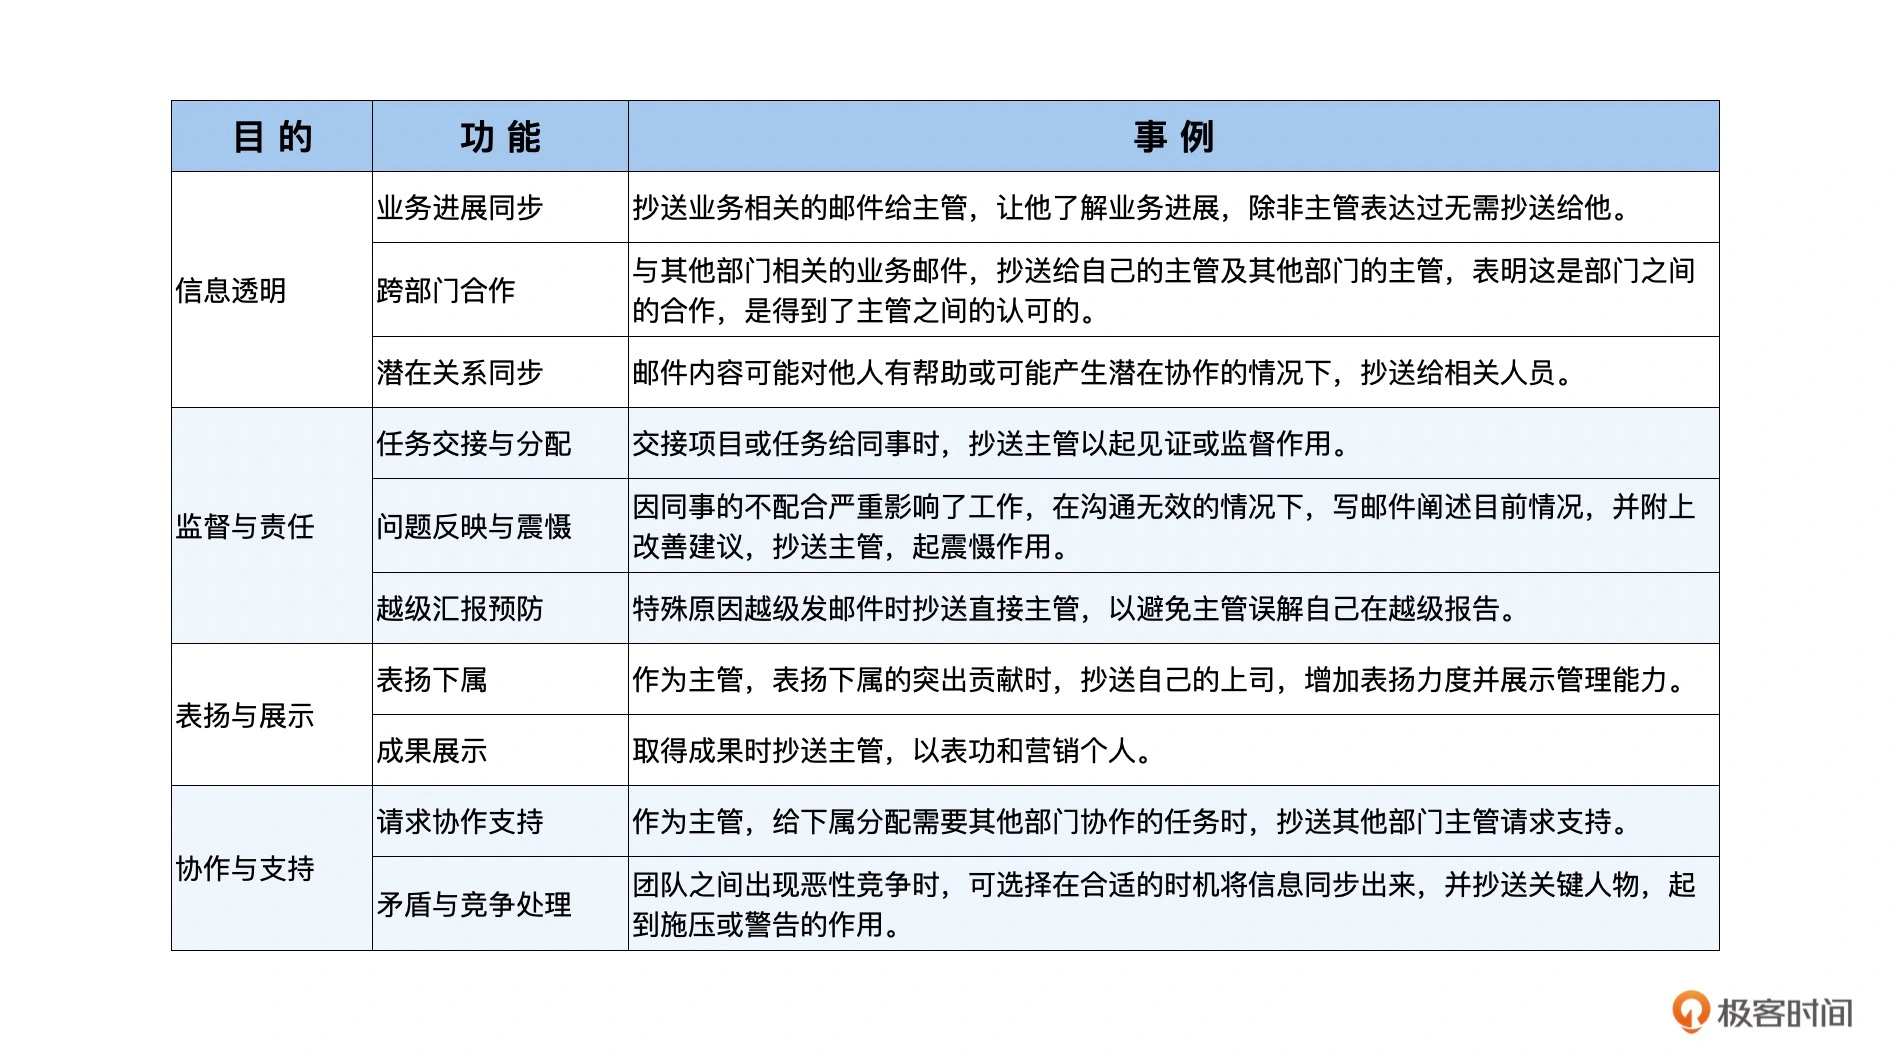 目的 功能 事例
信息透明
业务进展同步
抄送业务相关的邮件给主管，让他了解业务进展，除非主管表达过无需抄送给他。
跨部门合作
与其他部门相关的业务邮件，抄送给自己的主管及其他部门的主管，表明这是部门之间
的合作，是得到了主管之间的认可的。
潜在关系同步
邮件内容可能对他人有帮助或可能产生潜在协作的情况下，抄送给相关人员。
监督与责任
任务交接与分配
交接项目或任务给同事时，抄送主管以起见证或监督作用。
问题反映与震慑
因同事的不配合严重影响了工作，在沟通无效的情况下，写邮件阐述目前情况，并附上
改善建议，抄送主管，起震慑作用。
越级汇报预防
特殊原因越级发邮件时抄送直接主管，以避免主管误解自己在越级报告。
表扬与展示
表扬下属
作为主管，表扬下属的突出贡献时，抄送自己的上司，增加表扬力度并展示管理能力。
成果展示
取得成果时抄送主管，以表功和营销个人。
协作与支持
请求协作支持
作为主管，给下属分配需要其他部门协作的任务时，抄送其他部门主管请求支持。
矛盾与竞争处理
团队之间出现恶性竞争时，可选择在合适的时机将信息同步出来，并抄送关键人物，起
到施压或警告的作用。
极客时间